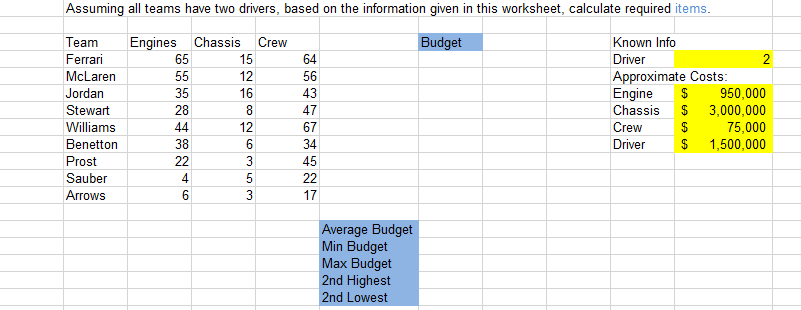 Assuming all teams have two drivers, based on the information given in this worksheet, calculate required items.
Team Engines Chassis Crew Budget Known Info
Ferrari 65 15 64 Driver 2
McLaren 55 12 56 Approximate Costs:
Jordan 35 16 43 Engine $ 950,000
Stewart 28 8 47 Chassis $ 3,000,000
Williams 44 12 67 Crew $ 75,000
Benetton 38 6 34 Driver $ 1,500,000
Prost 22 3 45
Sauber 4 5 22
Arrows 6 3 17
Average Budget
Min Budget
Max Budget
2nd Highest
2nd Lowest